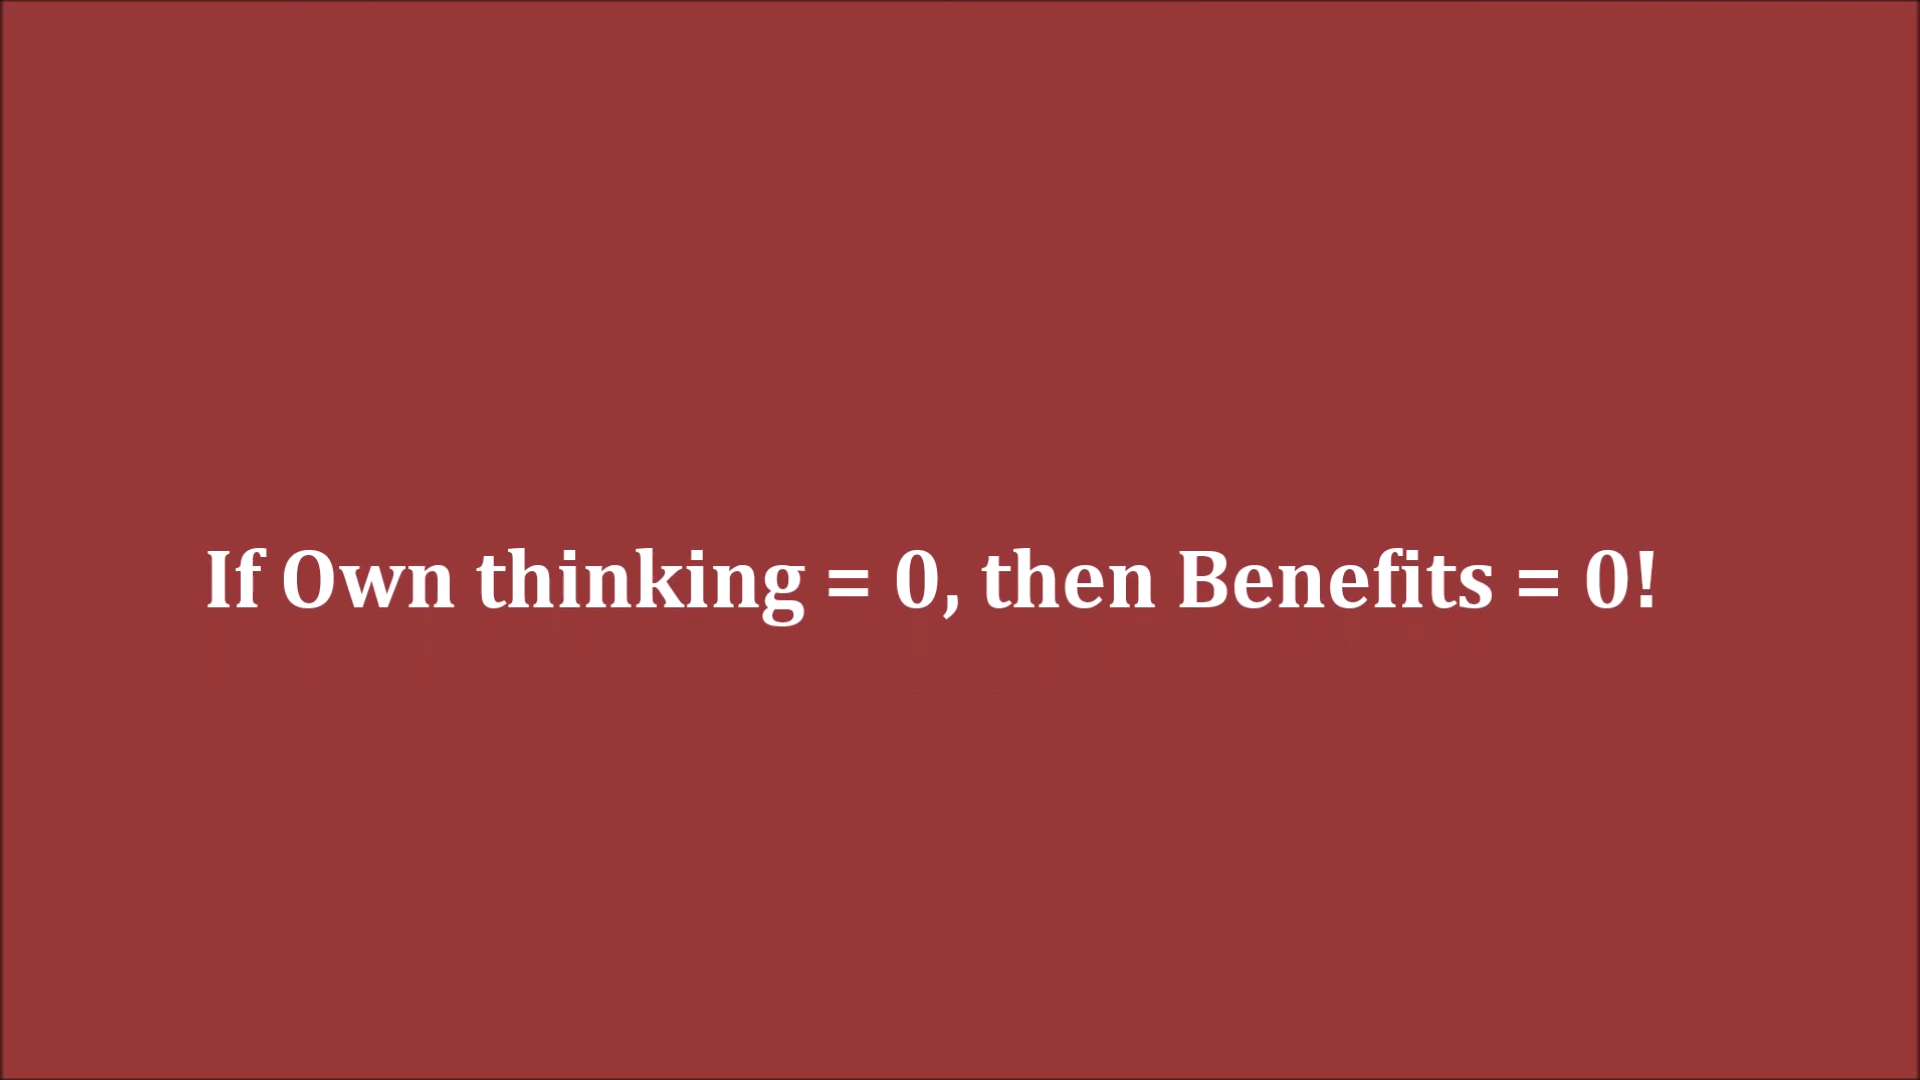 If Own thinking = 0, then Benefits = 0!